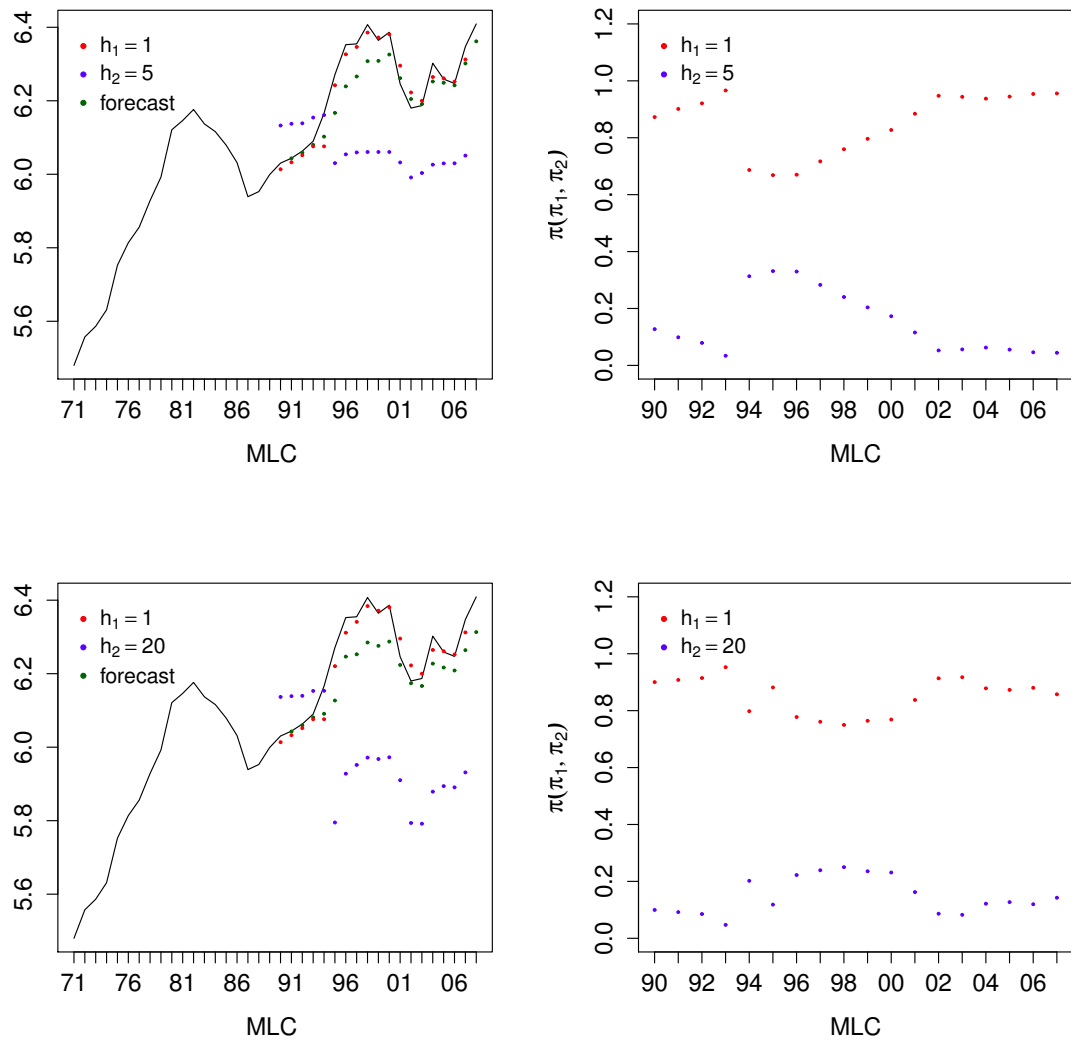 6.4
6.2
6.0
5.8
5.6
h₁ = 1
h₂ = 5
forecast
71 76 81 86 91 96 01 06
MLC
1.2
1.0
0.8
0.6
0.4
0.2
0.0
π(π₁, π₂)
h₁ = 1
h₂ = 5
90 92 94 96 98 00 02 04 06
MLC
6.4
6.2
6.0
5.8
5.6
h₁ = 1
h₂ = 20
forecast
71 76 81 86 91 96 01 06
MLC
1.2
1.0
0.8
0.6
0.4
0.2
0.0
π(π₁, π₂)
h₁ = 1
h₂ = 20
90 92 94 96 98 00 02 04 06
MLC